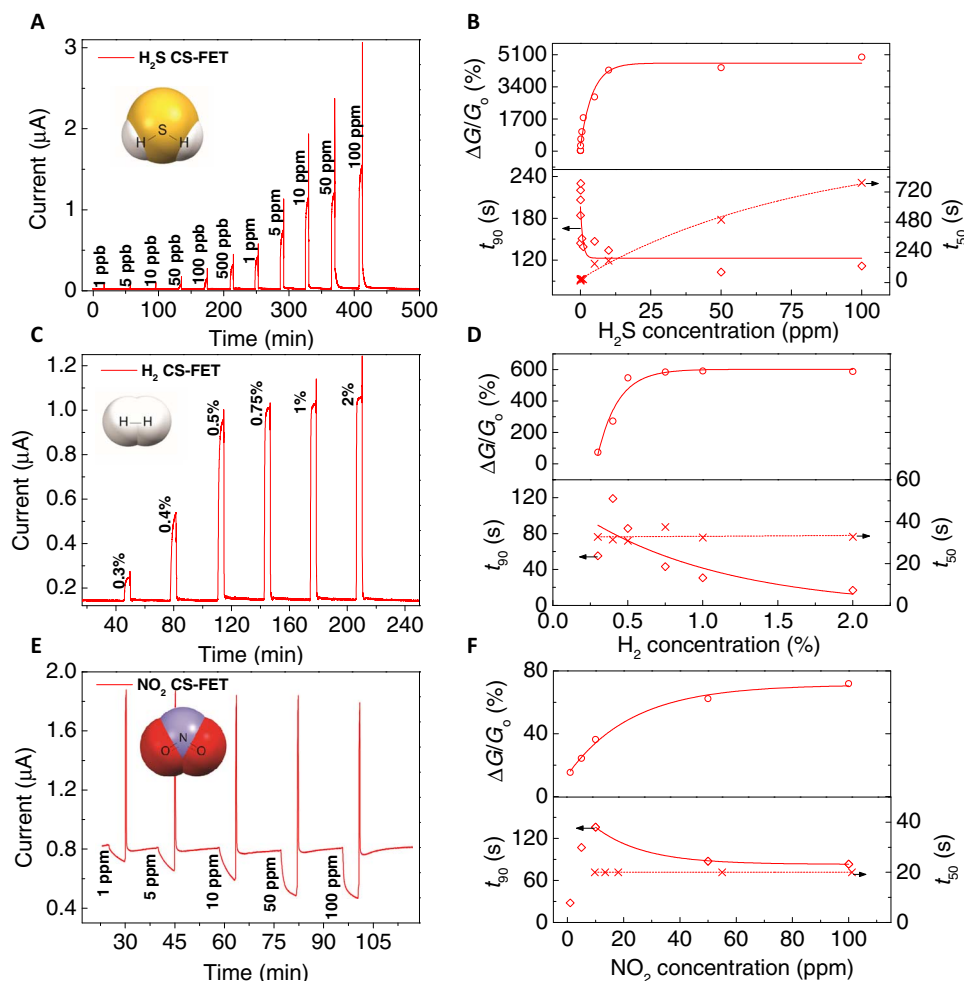 A
H₂S CS-FET
S
H H
Current (µA)
3
2
1
0
1 ppb
5 ppb
10 ppb
50 ppb
100 ppb
500 ppb
1 ppm
5 ppm
10 ppm
50 ppm
100 ppm
0 100 200 300 400 500
Time (min)
B
ΔG/Gₒ (%)
5100
3400
1700
0
t₉₀ (s)
240
180
120
t₅₀ (s)
720
480
240
0
0 25 50 75 100
H₂S concentration (ppm)
C
H₂ CS-FET
H H
Current (µA)
1.2
1.0
0.8
0.6
0.4
0.2
0.3%
0.4%
0.5%
0.75%
1%
2%
40 80 120 160 200 240
Time (min)
D
ΔG/Gₒ (%)
600
400
200
0
t₉₀ (s)
120
80
40
0
t₅₀ (s)
60
40
20
0
0.0 0.5 1.0 1.5 2.0
H₂ concentration (%)
E
NO₂ CS-FET
N
O O
Current (µA)
2.0
1.6
1.2
0.8
0.4
1 ppm
5 ppm
10 ppm
50 ppm
100 ppm
30 45 60 75 90 105
Time (min)
F
ΔG/Gₒ (%)
80
40
0
t₉₀ (s)
120
60
0
t₅₀ (s)
40
20
0
0 20 40 60 80 100
NO₂ concentration (ppm)